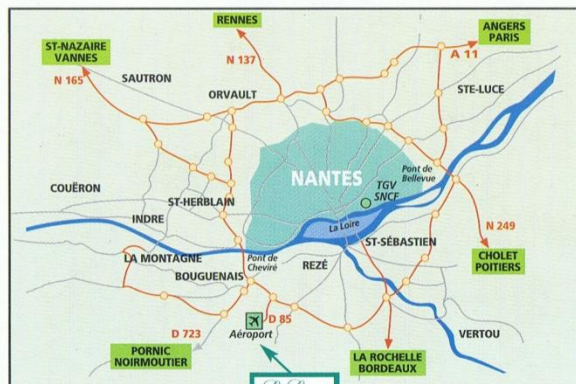 RENNES
ANGERS
PARIS
ST-NAZAIRE
VANNES
A 11
N 137
SAUTRON
N 165
ORVAULT
STE-LUCE
Pont de
Bellevue
NANTES
TGV
SNCF
COUËRON
ST-HERBLAIN
INDRE
La Loire
N 249
ST-SÉBASTIEN
CHOLET
POITIERS
LA MONTAGNE
Pont de
Cheviré
REZÉ
BOUGUENAIS
D 85
Aéroport
D 723
VERTOU
PORNIC
NOIRMOUTIER
LA ROCHELLE
BORDEAUX